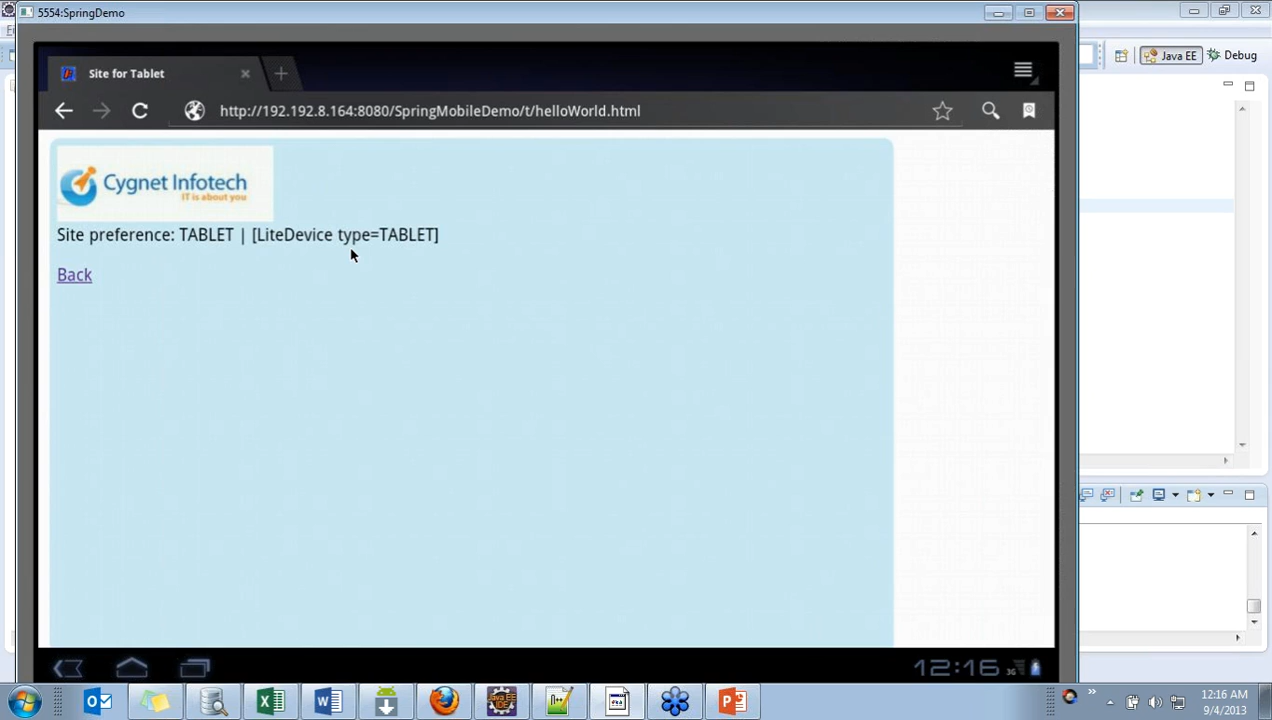 5554:SpringDemo
Site for Tablet
http://192.192.8.164:8080/SpringMobileDemo/t/helloWorld.html
Java EE
Debug
Cygnet Infotech
IT is about you
Site preference: TABLET | [LiteDevice type=TABLET]
Back
12:16
3G
12:16 AM
9/4/2013